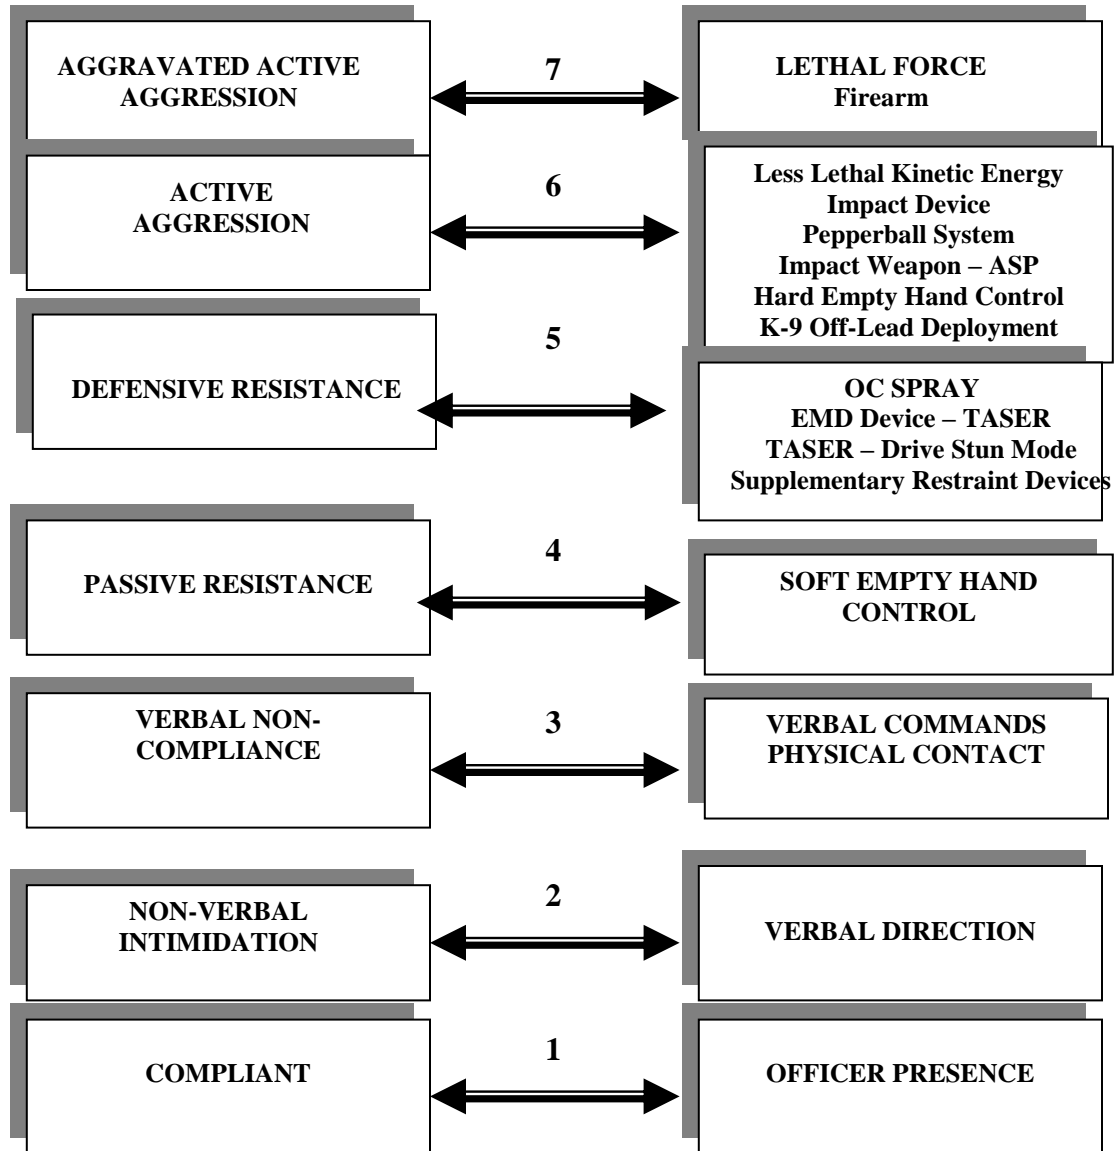 AGGRAVATED ACTIVE
AGGRESSION
7
LETHAL FORCE
Firearm
ACTIVE
AGGRESSION
6
Less Lethal Kinetic Energy
Impact Device
Pepperball System
Impact Weapon – ASP
Hard Empty Hand Control
K-9 Off-Lead Deployment
DEFENSIVE RESISTANCE
5
OC SPRAY
EMD Device – TASER
TASER – Drive Stun Mode
Supplementary Restraint Devices
PASSIVE RESISTANCE
4
SOFT EMPTY HAND
CONTROL
VERBAL NON-
COMPLIANCE
3
VERBAL COMMANDS
PHYSICAL CONTACT
NON-VERBAL
INTIMIDATION
2
VERBAL DIRECTION
COMPLIANT
1
OFFICER PRESENCE